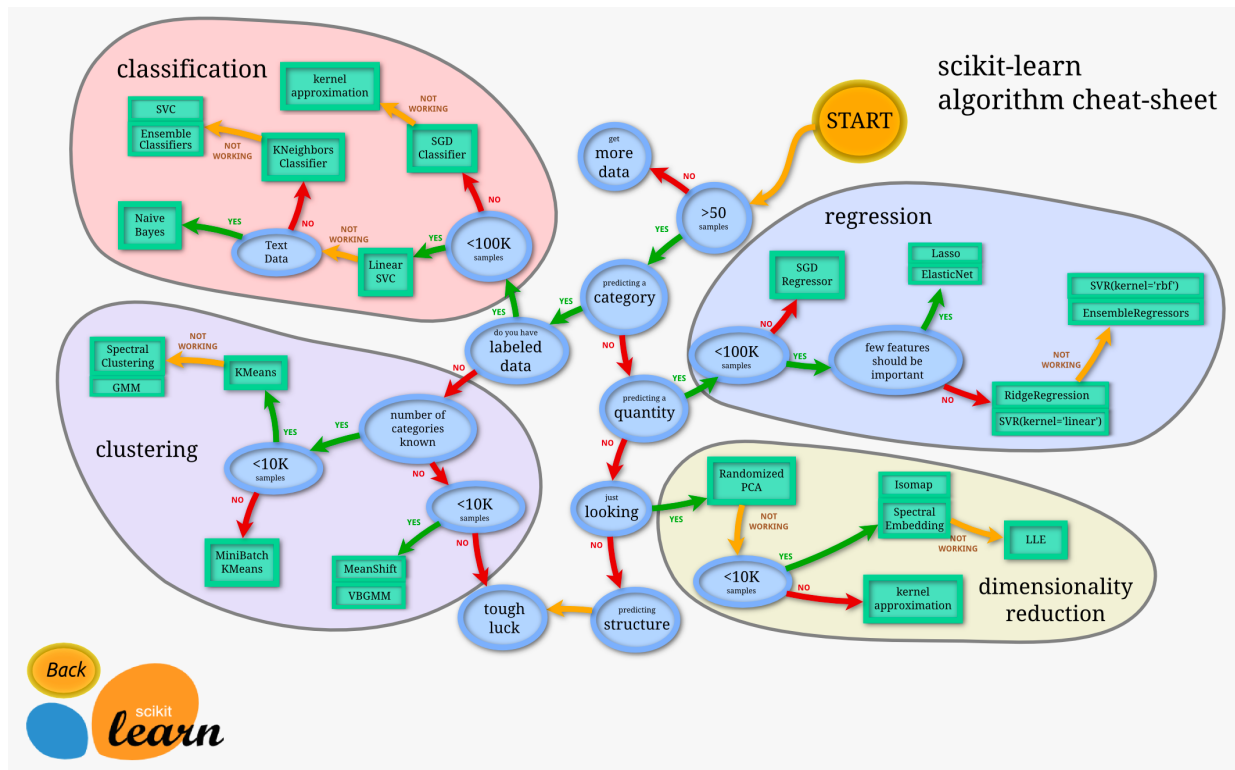 scikit-learn
algorithm cheat-sheet
START
get
more
data
NO
>50
samples
YES
predicting a
category
YES
NO
do you have
labeled
data
YES
NO
predicting a
quantity
YES
NO
just
looking
YES
NO
predicting
structure
tough
luck
classification
kernel
approximation
NOT
WORKING
SGD
Classifier
NO
<100K
samples
YES
Linear
SVC
NOT
WORKING
Text
Data
YES
Naive
Bayes
NO
KNeighbors
Classifier
NOT
WORKING
SVC
Ensemble
Classifiers
regression
<100K
samples
NO
SGD
Regressor
YES
few features
should be
important
YES
Lasso
ElasticNet
NO
RidgeRegression
SVR(kernel='linear')
NOT
WORKING
SVR(kernel='rbf')
EnsembleRegressors
clustering
number of
categories
known
YES
<10K
samples
YES
KMeans
NOT
WORKING
Spectral
Clustering
GMM
NO
MiniBatch
KMeans
NO
<10K
samples
YES
MeanShift
VBGMM
NO
dimensionality
reduction
Randomized
PCA
NOT
WORKING
<10K
samples
YES
Isomap
Spectral
Embedding
NOT
WORKING
LLE
NO
kernel
approximation
Back
scikit
learn